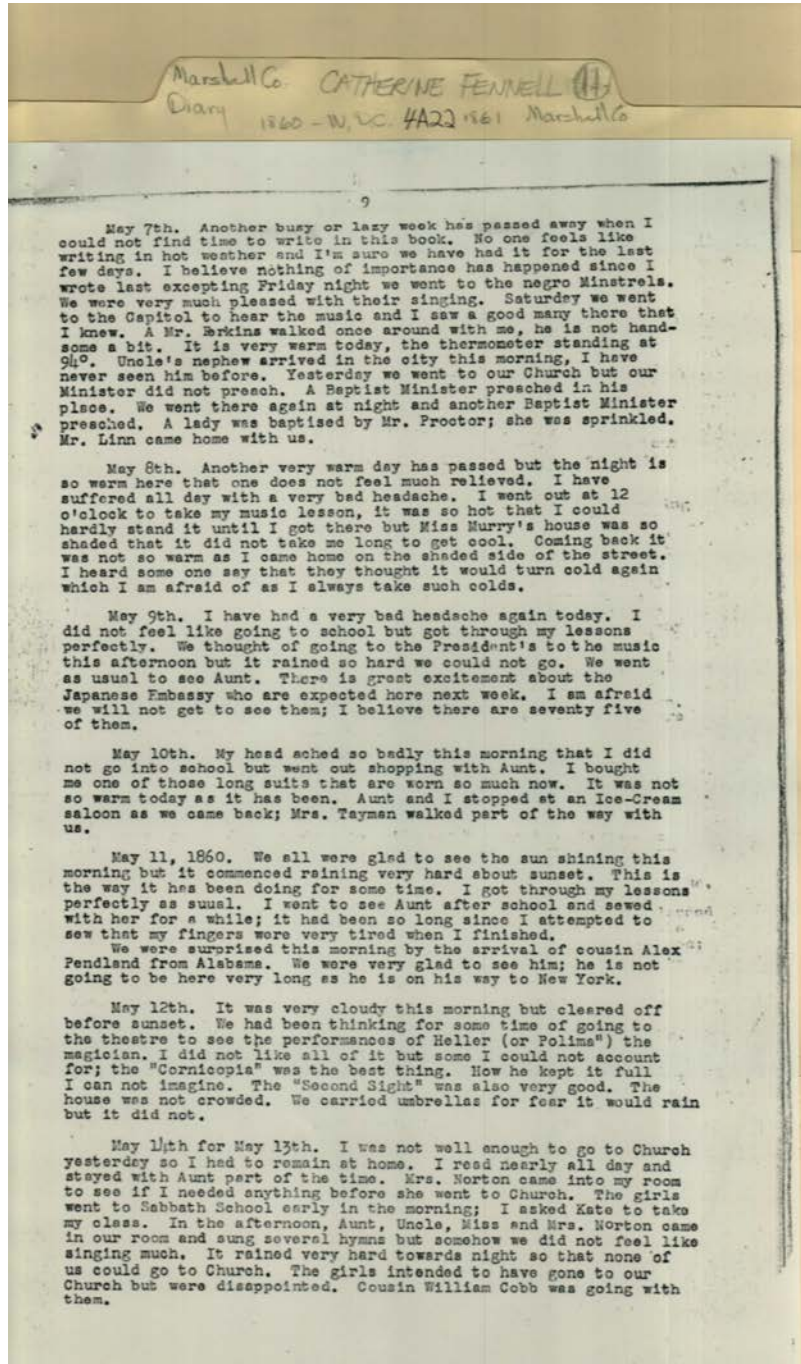 Marshall Co. CATHERINE FENNELL 11
Diary 1860 - W, D.C. 4A22 1861 Marshall Co
9
May 7th. Another busy or lazy week has passed away when I
could not find time to write in this book. No one feels like
writing in hot weather and I'm sure we have had it for the last
few days. I believe nothing of importance has happened since I
wrote last excepting Friday night we went to the negro Minstrels.
We were very much pleased with their singing. Saturday we went
to the Capitol to hear the music and I saw a good many there that
I knew. A Mr. Perkins walked once around with me, he is not hand-
some a bit. It is very warm today, the thermometer standing at
94°. Uncle's nephew arrived in the city this morning, I have
never seen him before. Yesterday we went to our Church but our
Minister did not preach. A Baptist Minister preached in his
place. We went there again at night and another Baptist Minister
preached. A lady was baptised by Mr. Proctor; she was sprinkled.
Mr. Linn came home with us.
May 8th. Another very warm day has passed but the night is
so warm here that one does not feel much relieved. I have
suffered all day with a very bad headache. I went out at 12
o'clock to take my music lesson, it was so hot that I could
hardly stand it until I got there but Miss Murry's house was so
shaded that it did not take me long to get cool. Coming back it
was not so warm as I came home on the shaded side of the street.
I heard some one say that they thought it would turn cold again
which I am afraid of as I always take such colds.
May 9th. I have had a very bad headache again today. I
did not feel like going to school but got through my lessons
perfectly. We thought of going to the President's to the music
this afternoon but it rained so hard we could not go. We went
as usual to see Aunt. There is great excitement about the
Japanese Embassy who are expected here next week. I am afraid
we will not get to see them; I believe there are seventy five
of them.
May 10th. My head ached so badly this morning that I did
not go into school but went out shopping with Aunt. I bought
me one of those long suits that are worn so much now. It was not
so warm today as it has been. Aunt and I stopped at an Ice-Cream
saloon as we came back; Mrs. Tayman walked part of the way with
us.
May 11, 1860. We all were glad to see the sun shining this
morning but it commenced raining very hard about sunset. This is
the way it has been doing for some time. I got through my lessons
perfectly as suual. I went to see Aunt after school and sewed
with her for a while; it had been so long since I attempted to
sew that my fingers were very tired when I finished.
We were surprised this morning by the arrival of cousin Alex
Pendland from Alabama. We were very glad to see him; he is not
going to be here very long as he is on his way to New York.
May 12th. It was very cloudy this morning but cleared off
before sunset. We had been thinking for some time of going to
the theatre to see the performances of Heller (or Polima") the
magician. I did not like all of it but some I could not account
for; the "Cornicopia" was the best thing. How he kept it full
I can not imagine. The "Second Sight" was also very good. The
house was not crowded. We carried umbrellas for fear it would rain
but it did not.
May 14th for May 13th. I was not well enough to go to Church
yesterday so I had to remain at home. I read nearly all day and
stayed with Aunt part of the time. Mrs. Norton came into my room
to see if I needed anything before she went to Church. The girls
went to Sabbath School early in the morning; I asked Kate to take
my class. In the afternoon, Aunt, Uncle, Miss and Mrs. Norton came
in our room and sung several hymns but somehow we did not feel like
singing much. It rained very hard towards night so that none of
us could go to Church. The girls intended to have gone to our
Church but were disappointed. Cousin William Cobb was going with
them.